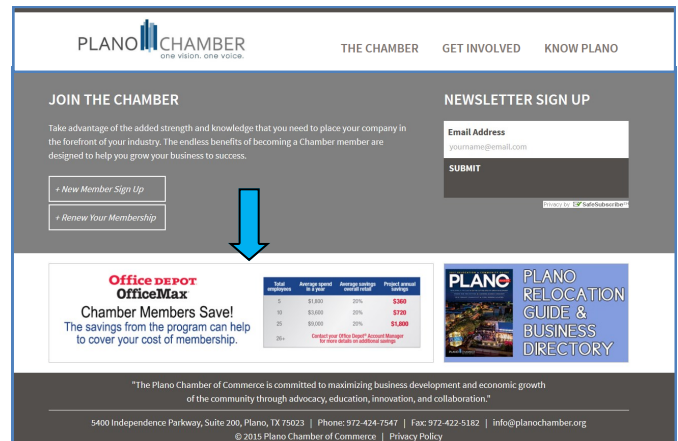 PLANO CHAMBER
one vision. one voice.
THE CHAMBER GET INVOLVED KNOW PLANO
JOIN THE CHAMBER
Take advantage of the added strength and knowledge that you need to place your company in
the forefront of your industry. The endless benefits of becoming a Chamber member are
designed to help you grow your business to success.
+ New Member Sign Up
+ Renew Your Membership
NEWSLETTER SIGN UP
Email Address
yourname@email.com
SUBMIT
Privacy by SafeSubscribe
Office DEPOT
OfficeMax
Chamber Members Save!
The savings from the program can help
to cover your cost of membership.
Total employees Average spend in a year Average savings overall retail Project annual savings
5 $1,800 20% $360
10 $3,600 20% $720
25 $9,000 20% $1,800
26+ Contact your Office Depot® Account Manager
for more details on additional savings
PLANO
PLANO
RELOCATION
GUIDE &
BUSINESS
DIRECTORY
"The Plano Chamber of Commerce is committed to maximizing business development and economic growth
of the community through advocacy, education, innovation, and collaboration."
5400 Independence Parkway, Suite 200, Plano, TX 75023 | Phone: 972-424-7547 | Fax: 972-422-5182 | info@planochamber.org
© 2015 Plano Chamber of Commerce | Privacy Policy